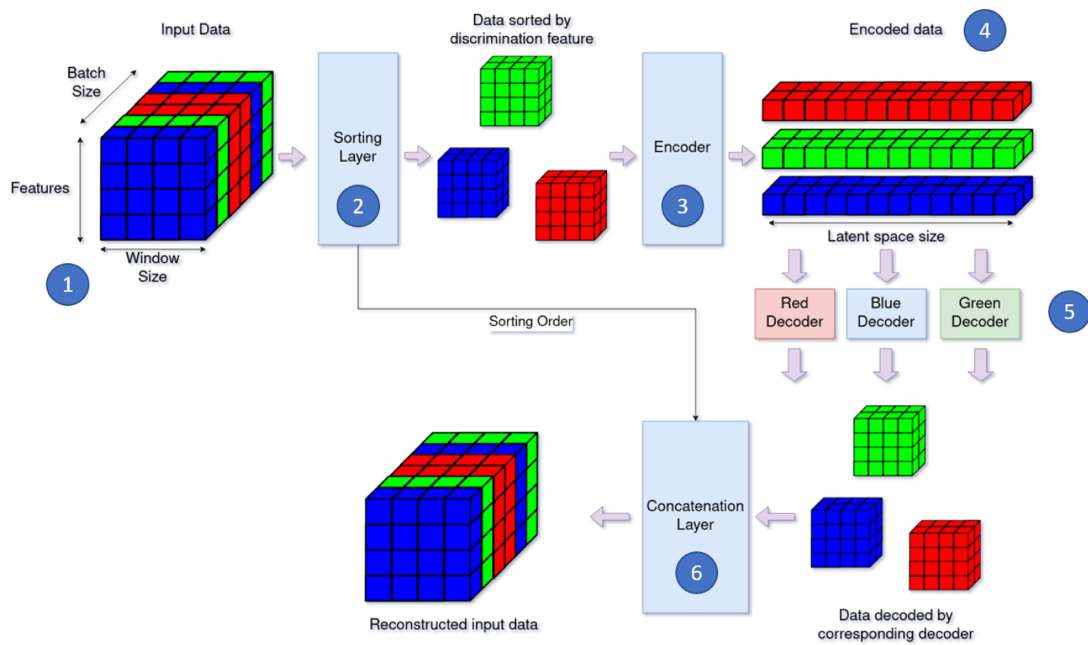 Input Data
Batch
Size
Features
Window
Size
1
Sorting
Layer
2
Data sorted by
discrimination feature
Encoder
3
Encoded data
4
Latent space size
Red
Decoder
Blue
Decoder
Green
Decoder
5
Sorting Order
Concatenation
Layer
6
Reconstructed input data
Data decoded by
corresponding decoder